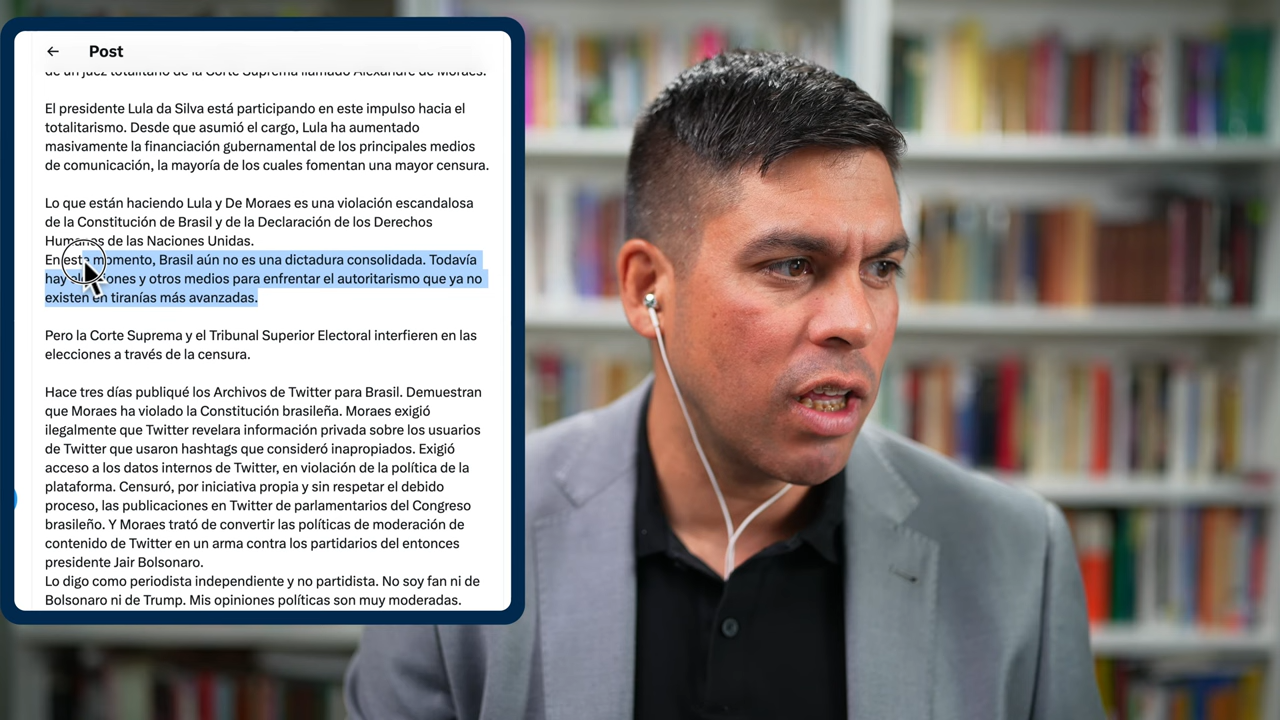 Post
de un juez totalitario de la Corte Suprema llamado Alexandre de Moraes.
El presidente Lula da Silva está participando en este impulso hacia el
totalitarismo. Desde que asumió el cargo, Lula ha aumentado
masivamente la financiación gubernamental de los principales medios
de comunicación, la mayoría de los cuales fomentan una mayor censura.
Lo que están haciendo Lula y De Moraes es una violación escandalosa
de la Constitución de Brasil y de la Declaración de los Derechos
Humanos de las Naciones Unidas.
En este momento, Brasil aún no es una dictadura consolidada. Todavía
hay elecciones y otros medios para enfrentar el autoritarismo que ya no
existen en tiranías más avanzadas.
Pero la Corte Suprema y el Tribunal Superior Electoral interfieren en las
elecciones a través de la censura.
Hace tres días publiqué los Archivos de Twitter para Brasil. Demuestran
que Moraes ha violado la Constitución brasileña. Moraes exigió
ilegalmente que Twitter revelara información privada sobre los usuarios
de Twitter que usaron hashtags que consideró inapropiados. Exigió
acceso a los datos internos de Twitter, en violación de la política de la
plataforma. Censuró, por iniciativa propia y sin respetar el debido
proceso, las publicaciones en Twitter de parlamentarios del Congreso
brasileño. Y Moraes trató de convertir las políticas de moderación de
contenido de Twitter en un arma contra los partidarios del entonces
presidente Jair Bolsonaro.
Lo digo como periodista independiente y no partidista. No soy fan ni de
Bolsonaro ni de Trump. Mis opiniones políticas son muy moderadas.